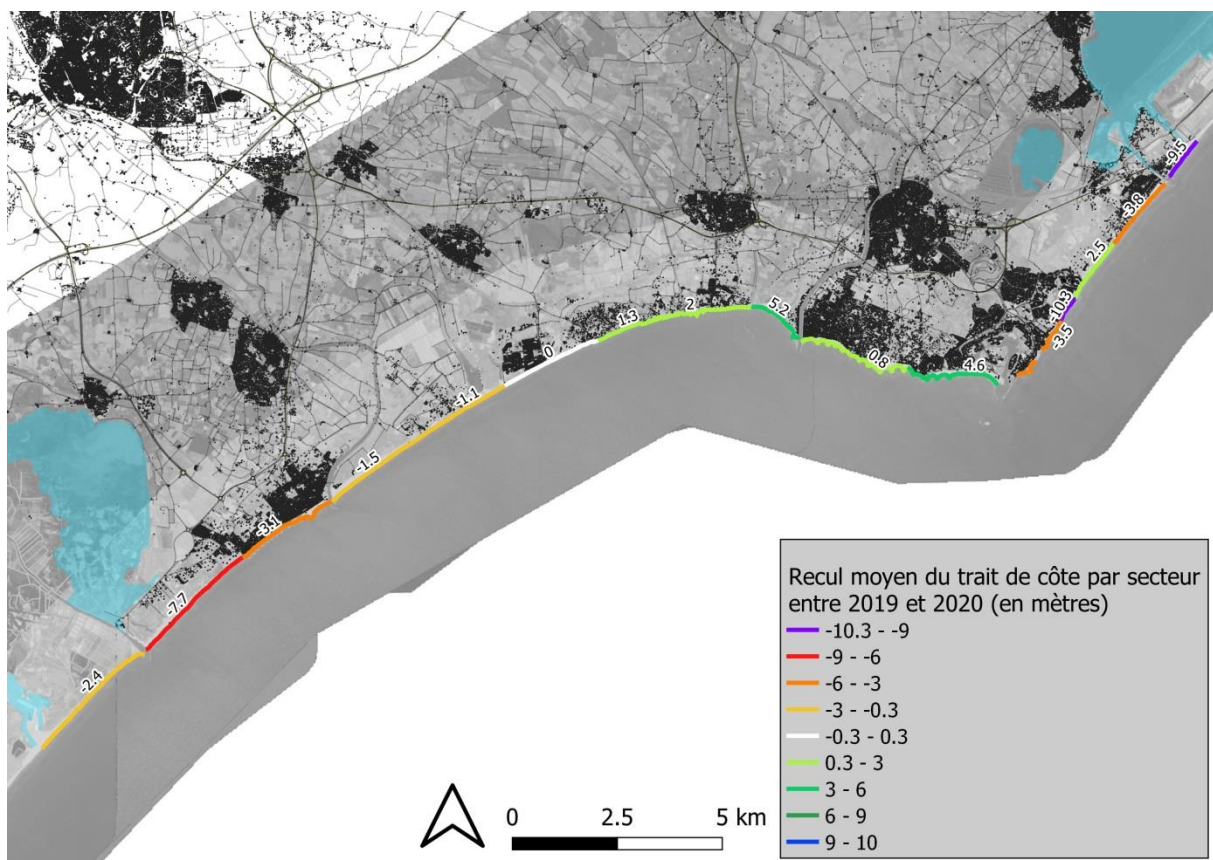 -9.5
-3.8
2.5
-10.3
-3.5
5.2
2
1.3
0
0.8
4.6
-1.1
-1.5
-3.1
-7.7
-2.4
Recul moyen du trait de côte par secteur
entre 2019 et 2020 (en mètres)
-10.3 - -9
-9 - -6
-6 - -3
-3 - -0.3
-0.3 - 0.3
0.3 - 3
3 - 6
6 - 9
9 - 10
0 2.5 5 km